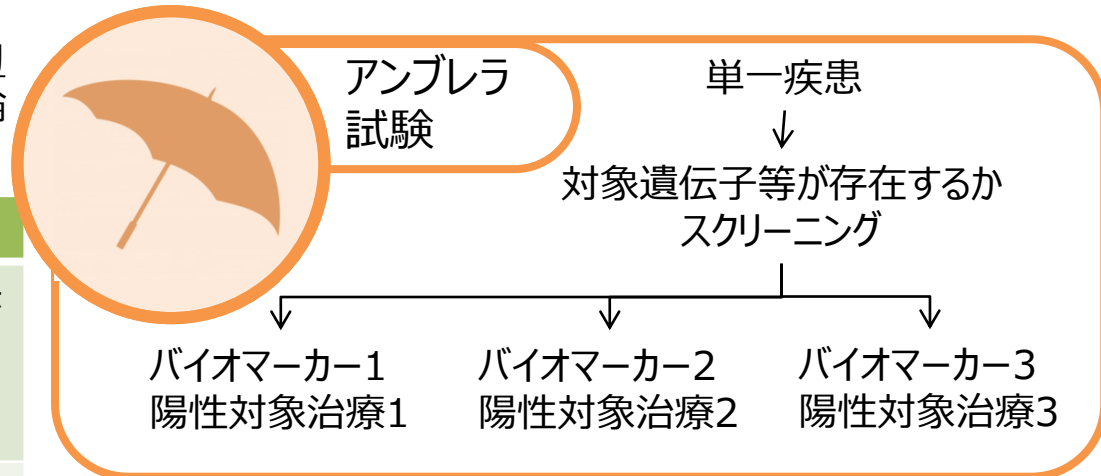 アンブレラ
試験
単一疾患
対象遺伝子等が存在するか
スクリーニング
バイオマーカー1
陽性対象治療1
バイオマーカー2
陽性対象治療2
バイオマーカー3
陽性対象治療3